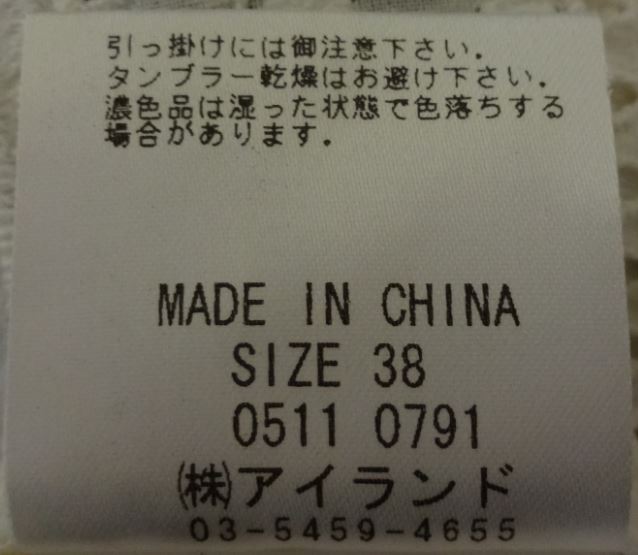 引っ掛けには御注意下さい.
タンブラー乾燥はお避け下さい.
濃色品は湿った状態で色落ちする
場合があります.
MADE IN CHINA
SIZE 38
0511 0791
㈱アイランド
03-5459-4655